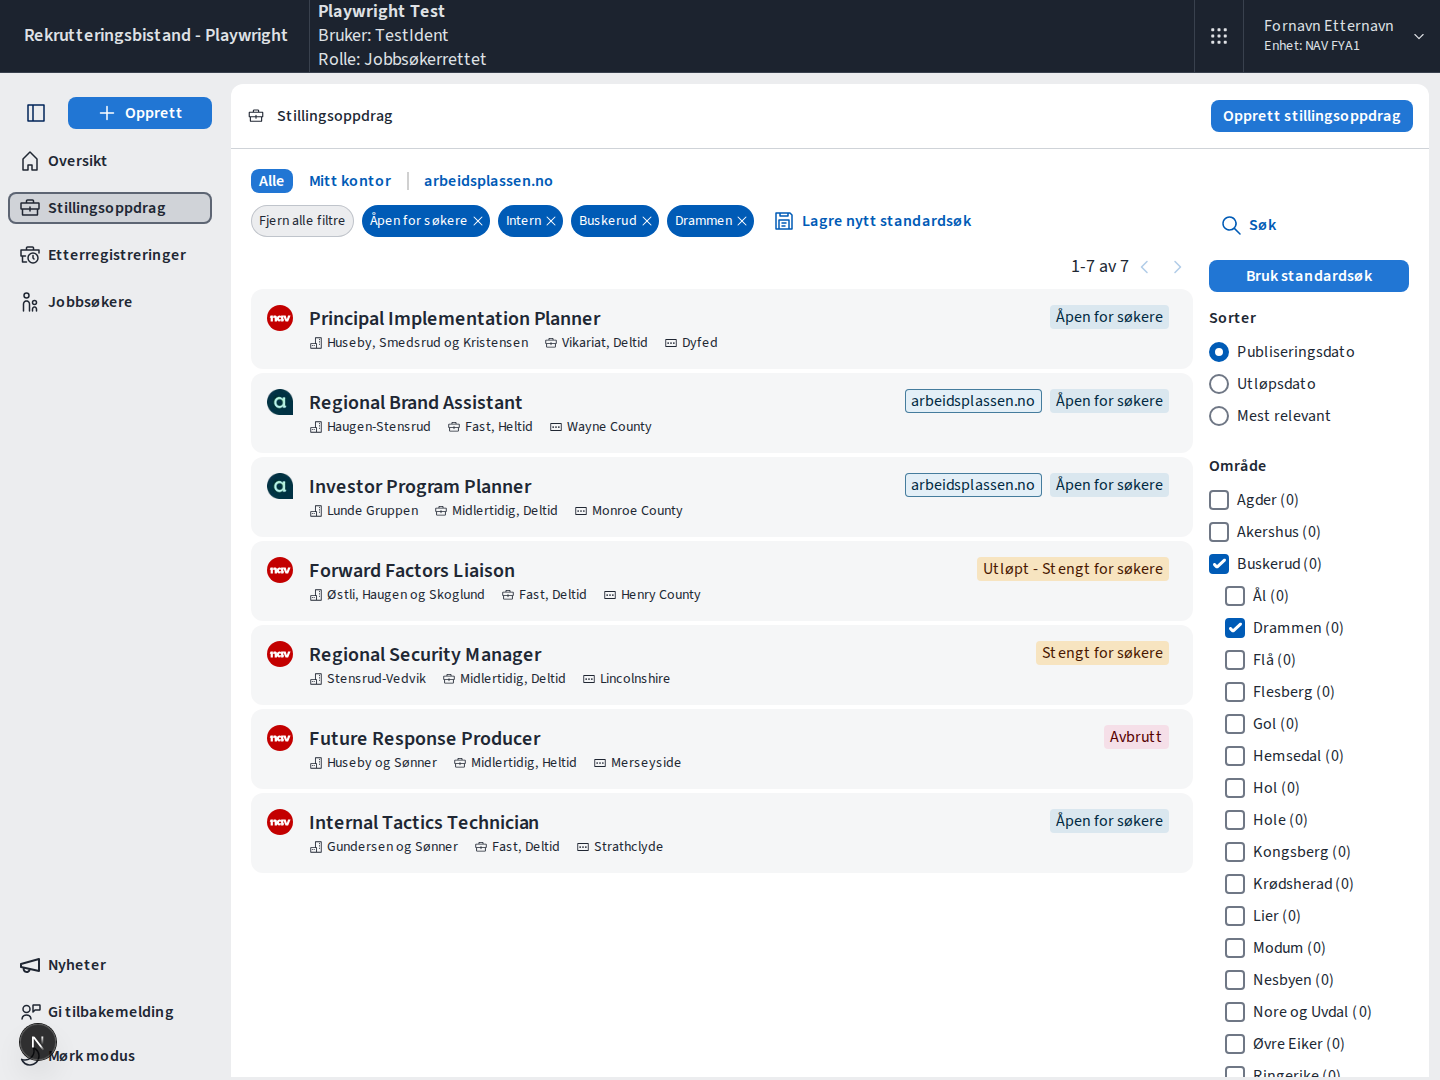 Rekrutteringsbistand - Playwright
Playwright Test
Bruker: TestIdent
Rolle: Jobbsøkerrettet
Fornavn Etternavn
Enhet: NAV FYA1
Opprett
Oversikt
Stillingsoppdrag
Etterregistreringer
Jobbsøkere
Nyheter
Gi tilbakemelding
N
Mørk modus
Stillingsoppdrag
Opprett stillingsoppdrag
Alle
Mitt kontor
arbeidsplassen.no
Fjern alle filtre
Åpen for søkere
Intern
Buskerud
Drammen
Lagre nytt standardsøk
1-7 av 7
nav
Principal Implementation Planner
Åpen for søkere
Huseby, Smedsrud og Kristensen
Vikariat, Deltid
Dyfed
a
Regional Brand Assistant
arbeidsplassen.no
Åpen for søkere
Haugen-Stensrud
Fast, Heltid
Wayne County
a
Investor Program Planner
arbeidsplassen.no
Åpen for søkere
Lunde Gruppen
Midlertidig, Deltid
Monroe County
nav
Forward Factors Liaison
Utløpt - Stengt for søkere
Østli, Haugen og Skoglund
Fast, Deltid
Henry County
nav
Regional Security Manager
Stengt for søkere
Stensrud-Vedvik
Midlertidig, Deltid
Lincolnshire
nav
Future Response Producer
Avbrutt
Huseby og Sønner
Midlertidig, Heltid
Merseyside
nav
Internal Tactics Technician
Åpen for søkere
Gundersen og Sønner
Fast, Deltid
Strathclyde
Søk
Bruk standardsøk
Sorter
Publiseringsdato
Utløpsdato
Mest relevant
Område
Agder (0)
Akershus (0)
Buskerud (0)
Ål (0)
Drammen (0)
Flå (0)
Flesberg (0)
Gol (0)
Hemsedal (0)
Hol (0)
Hole (0)
Kongsberg (0)
Krødsherad (0)
Lier (0)
Modum (0)
Nesbyen (0)
Nore og Uvdal (0)
Øvre Eiker (0)
Ringerike (0)